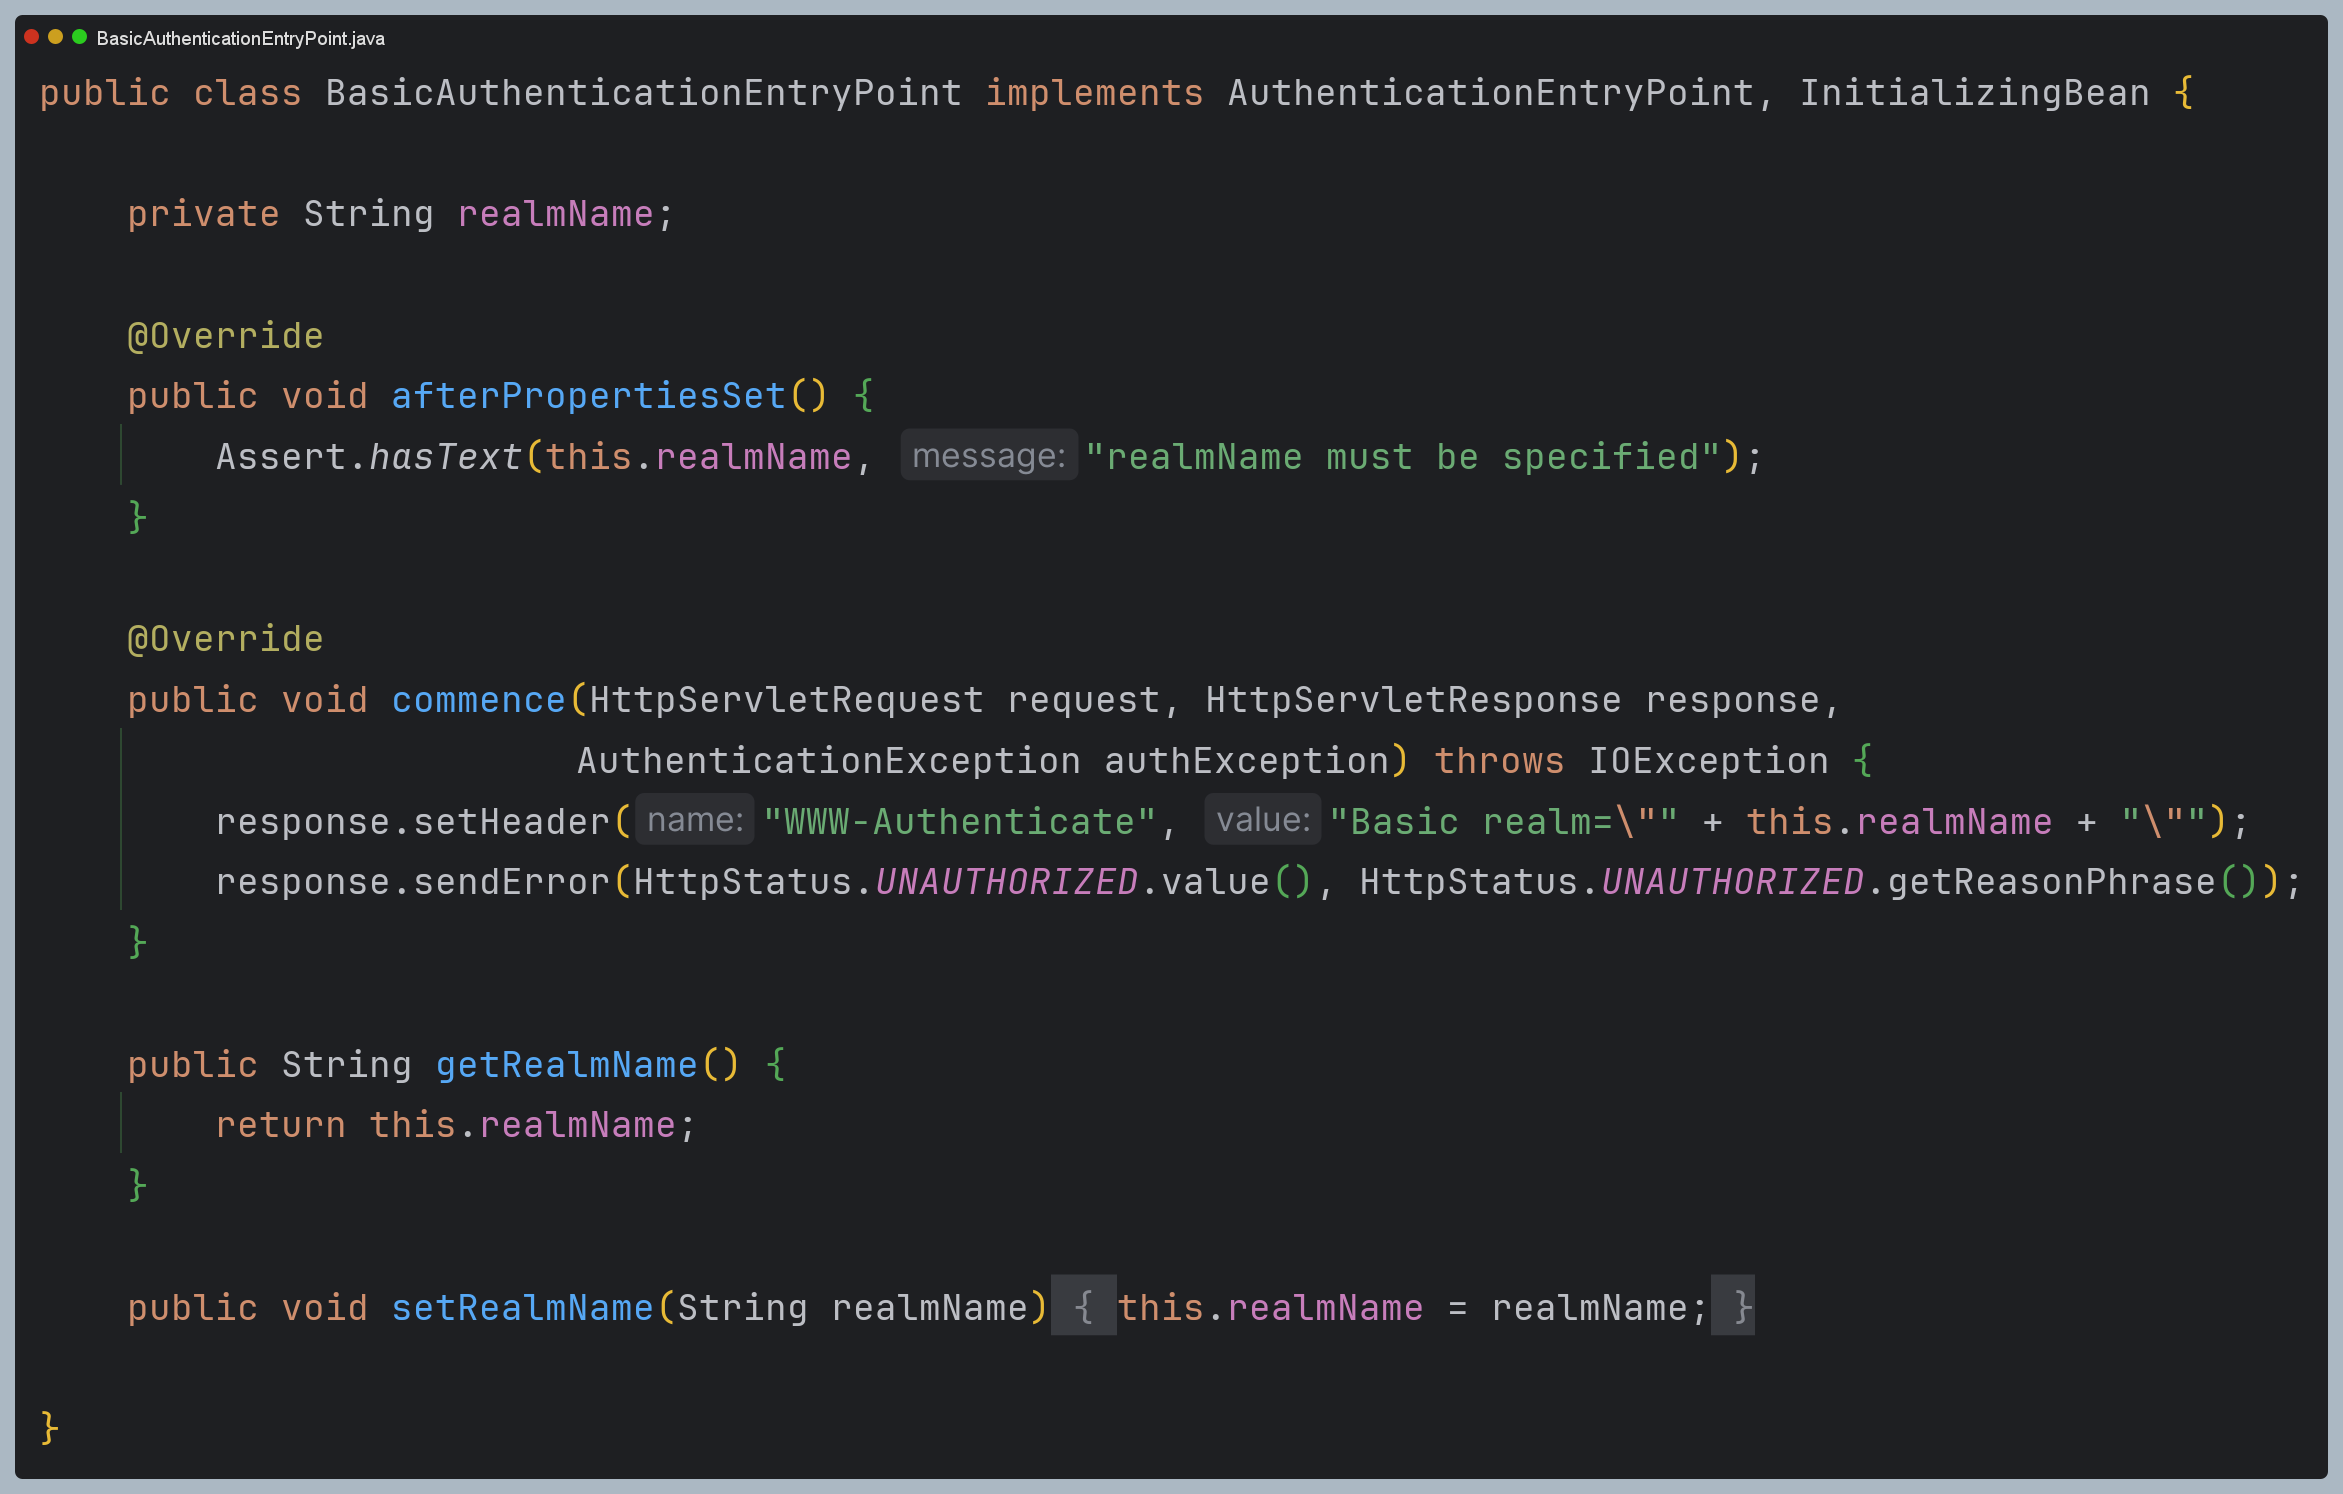 BasicAuthenticationEntryPoint.java
public class BasicAuthenticationEntryPoint implements AuthenticationEntryPoint, InitializingBean {
private String realmName;
@Override
public void afterPropertiesSet() {
Assert.hasText(this.realmName, message: "realmName must be specified");
}
@Override
public void commence(HttpServletRequest request, HttpServletResponse response,
AuthenticationException authException) throws IOException {
response.setHeader( name: "WWW-Authenticate", value: "Basic realm=\"" + this.realmName + "\"");
response.sendError(HttpStatus.UNAUTHORIZED.value(), HttpStatus.UNAUTHORIZED.getReasonPhrase());
}
public String getRealmName() {
return this.realmName;
}
public void setRealmName(String realmName) { this.realmName = realmName; }
}